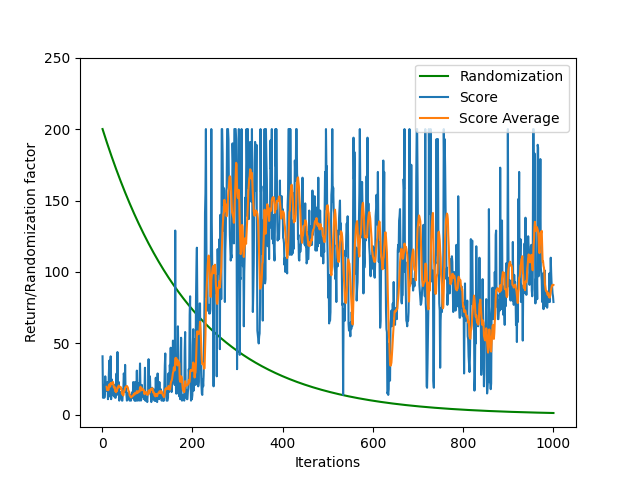 250
200
150
100
50
0
Return/Randomization factor
Randomization
Score
Score Average
0 200 400 600 800 1000
Iterations